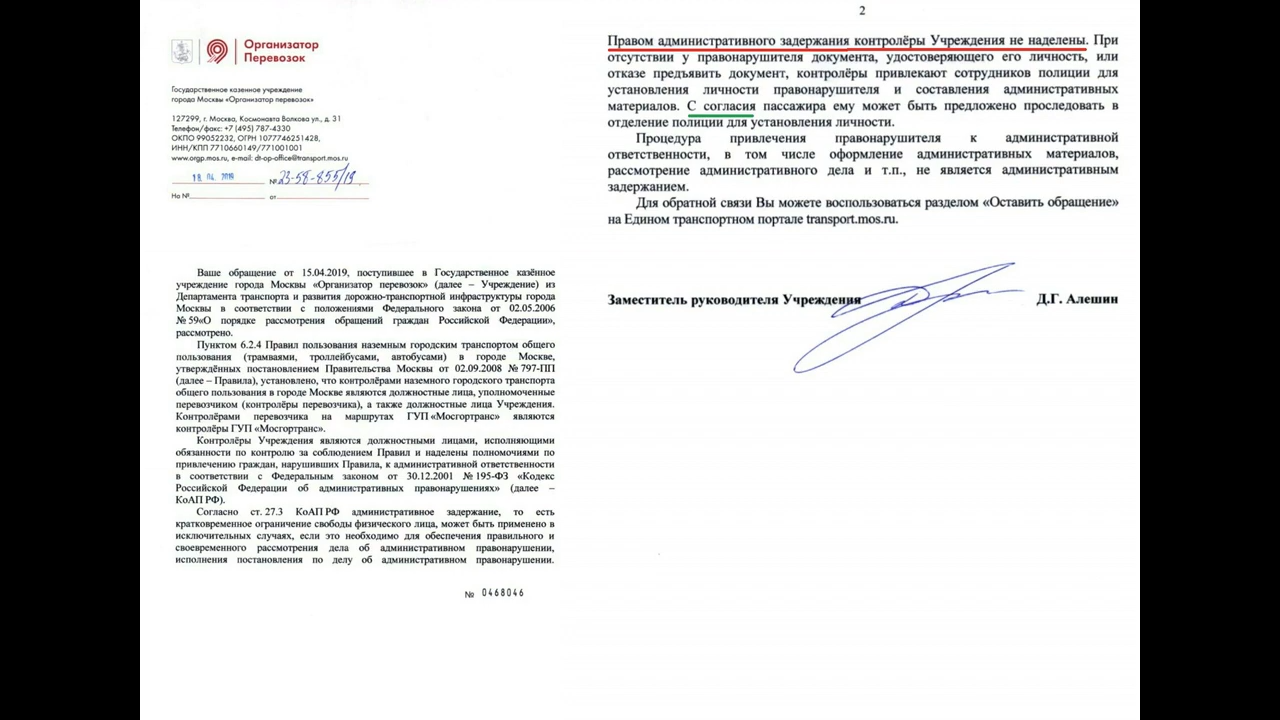 Организатор
Перевозок
Государственное казенное учреждение
города Москвы «Организатор перевозок»
127299, г. Москва, Космонавта Волкова ул., д. 31
Телефон/факс: +7 (495) 787-4330
ОКПО 99052232, ОГРН 1077746251428,
ИНН/КПП 7710660149/771001001
www.orgp.mos.ru, e-mail: dt-op-office@transport.mos.ru
18.04.2019 № 23-58-855/19
На № от
Ваше обращение от 15.04.2019, поступившее в Государственное казённое
учреждение города Москвы «Организатор перевозок» (далее – Учреждение) из
Департамента транспорта и развития дорожно-транспортной инфраструктуры города
Москвы в соответствии с положениями Федерального закона от 02.05.2006
№ 59«О порядке рассмотрения обращений граждан Российской Федерации»,
рассмотрено.
Пунктом 6.2.4 Правил пользования наземным городским транспортом общего
пользования (трамваями, троллейбусами, автобусами) в городе Москве,
утверждённых постановлением Правительства Москвы от 02.09.2008 № 797-ПП
(далее – Правила), установлено, что контролёрами наземного городского транспорта
общего пользования в городе Москве являются должностные лица, уполномоченные
перевозчиком (контролёры перевозчика), а также должностные лица Учреждения.
Контролёрами перевозчика на маршрутах ГУП «Мосгортранс» являются
контролёры ГУП «Мосгортранс».
Контролёры Учреждения являются должностными лицами, исполняющими
обязанности по контролю за соблюдением Правил и наделены полномочиями по
привлечению граждан, нарушивших Правила, к административной ответственности
в соответствии с Федеральным законом от 30.12.2001 № 195-ФЗ «Кодекс
Российской Федерации об административных правонарушениях» (далее –
КоАП РФ).
Согласно ст. 27.3 КоАП РФ административное задержание, то есть
кратковременное ограничение свободы физического лица, может быть применено в
исключительных случаях, если это необходимо для обеспечения правильного и
своевременного рассмотрения дела об административном правонарушении,
исполнения постановления по делу об административном правонарушении.
№ 0468046
2
Правом административного задержания контролёры Учреждения не наделены. При
отсутствии у правонарушителя документа, удостоверяющего его личность, или
отказе предъявить документ, контролёры привлекают сотрудников полиции для
установления личности правонарушителя и составления административных
материалов. С согласия пассажира ему может быть предложено проследовать в
отделение полиции для установления личности.
Процедура привлечения правонарушителя к административной
ответственности, в том числе оформление административных материалов,
рассмотрение административного дела и т.п., не является административным
задержанием.
Для обратной связи Вы можете воспользоваться разделом «Оставить обращение»
на Едином транспортном портале transport.mos.ru.
Заместитель руководителя Учреждения Д.Г. Алешин